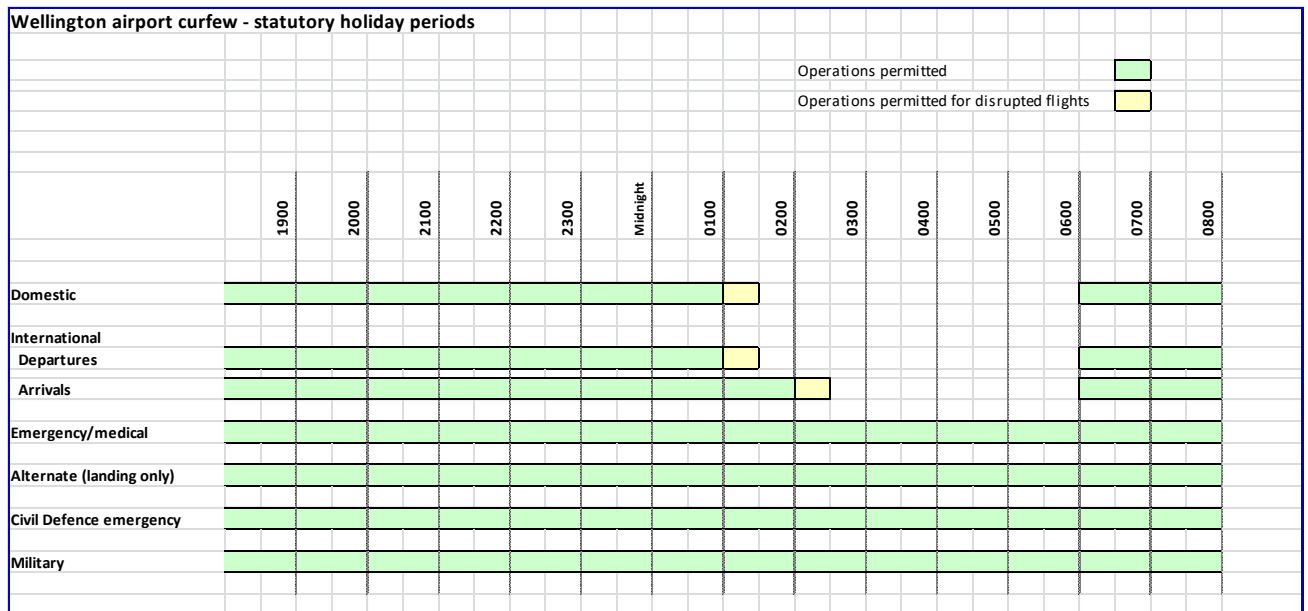 Wellington airport curfew - statutory holiday periods
Operations permitted
Operations permitted for disrupted flights
1900 2000 2100 2200 2300 Midnight 0100 0200 0300 0400 0500 0600 0700 0800
Domestic
International
Departures
Arrivals
Emergency/medical
Alternate (landing only)
Civil Defence emergency
Military